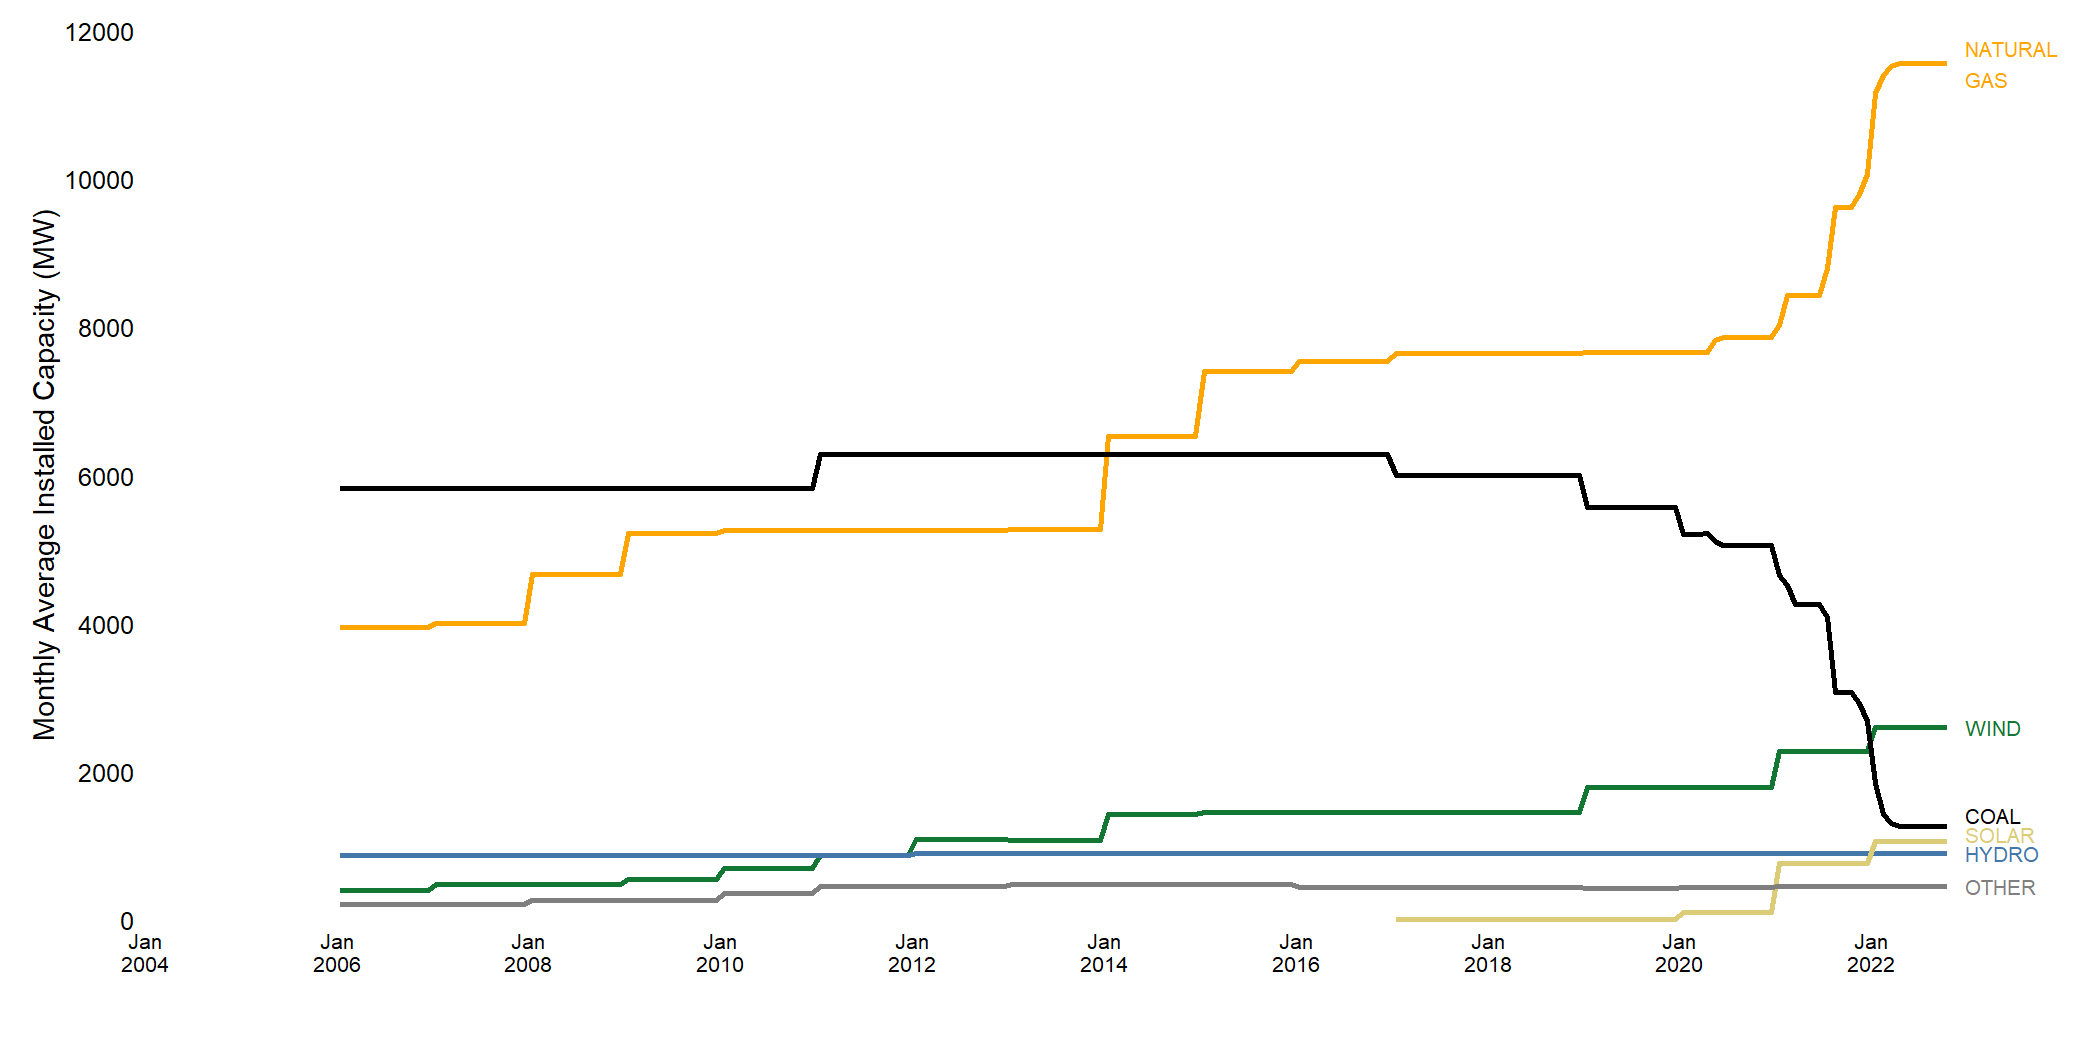 Monthly Average Installed Capacity (MW)
12000
10000
8000
6000
4000
2000
0
NATURAL
GAS
WIND
COAL
SOLAR
HYDRO
OTHER
Jan
2004
Jan
2006
Jan
2008
Jan
2010
Jan
2012
Jan
2014
Jan
2016
Jan
2018
Jan
2020
Jan
2022